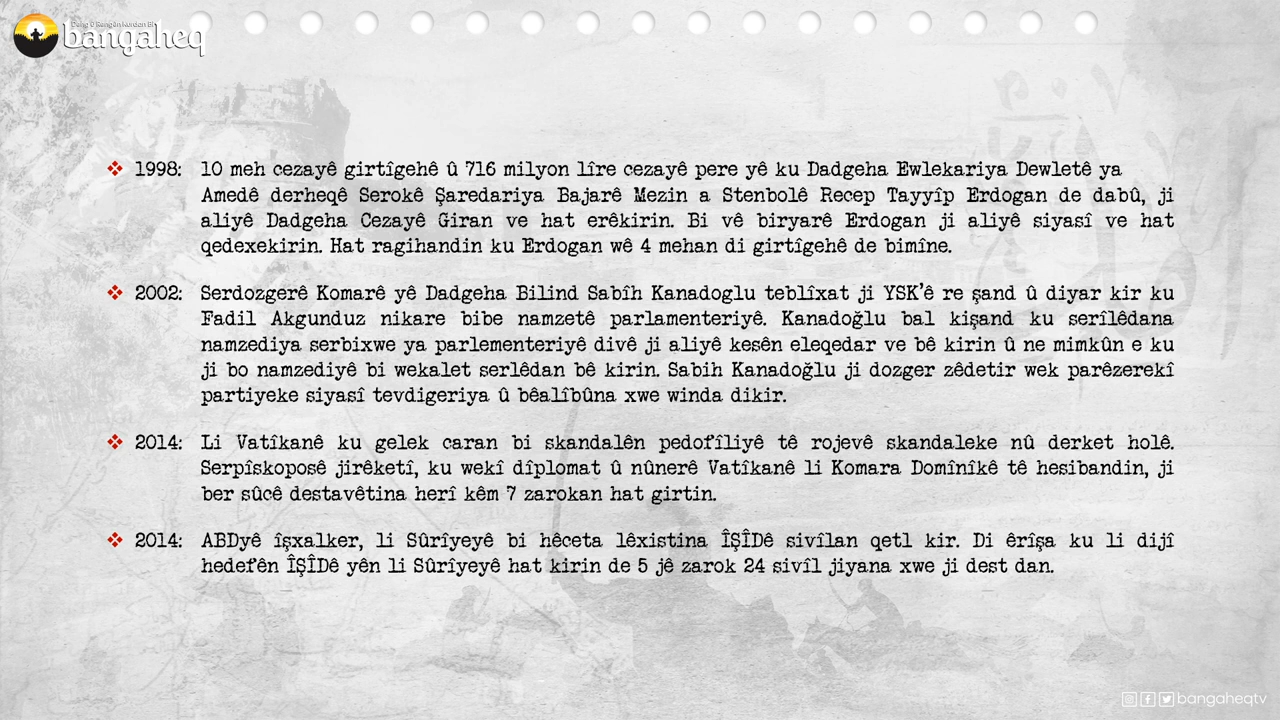 Deng û Rengên Kurdan Bi
bangaheq
❖ 1998: 10 meh cezayê girtîgehê û 716 milyon lîre cezayê pere yê ku Dadgeha Ewlekariya Dewletê ya
Amedê derheqê Serokê Şaredariya Bajarê Mezin a Stenbolê Recep Tayyîp Erdogan de dabû, ji
aliyê Dadgeha Cezayê Giran ve hat erêkirin. Bi vê biryarê Erdogan ji aliyê siyasî ve hat
qedexekirin. Hat ragihandin ku Erdogan wê 4 mehan di girtîgehê de bimîne.
❖ 2002: Serdozgerê Komarê yê Dadgeha Bilind Sabîh Kanadoglu teblîxat ji YSK’ê re şand û diyar kir ku
Fadil Akgunduz nikare bibe namzetê parlamenteriyê. Kanadoğlu bal kişand ku serîlêdana
namzediya serbixwe ya parlementeriyê divê ji aliyê kesên eleqedar ve bê kirin û ne mimkûn e ku
ji bo namzediyê bi wekalet serlêdan bê kirin. Sabih Kanadoğlu ji dozger zêdetir wek parêzerekî
partiyeke siyasî tevdigeriya û bêalîbûna xwe winda dikir.
❖ 2014: Li Vatîkanê ku gelek caran bi skandalên pedofîliyê tê rojevê skandaleke nû derket holê.
Serpîskoposê jirêketî, ku wekî dîplomat û nûnerê Vatîkanê li Komara Domînîkê tê hesibandin, ji
ber sûcê destavêtina herî kêm 7 zarokan hat girtin.
❖ 2014: ABDyê îşxalker, li Sûrîyeyê bi hêceta lêxistina ÎŞÎDê sivîlan qetl kir. Di êrîşa ku li dijî
hedefên ÎŞÎDê yên li Sûrîyeyê hat kirin de 5 jê zarok 24 sivîl jiyana xwe ji dest dan.
bangaheqtv